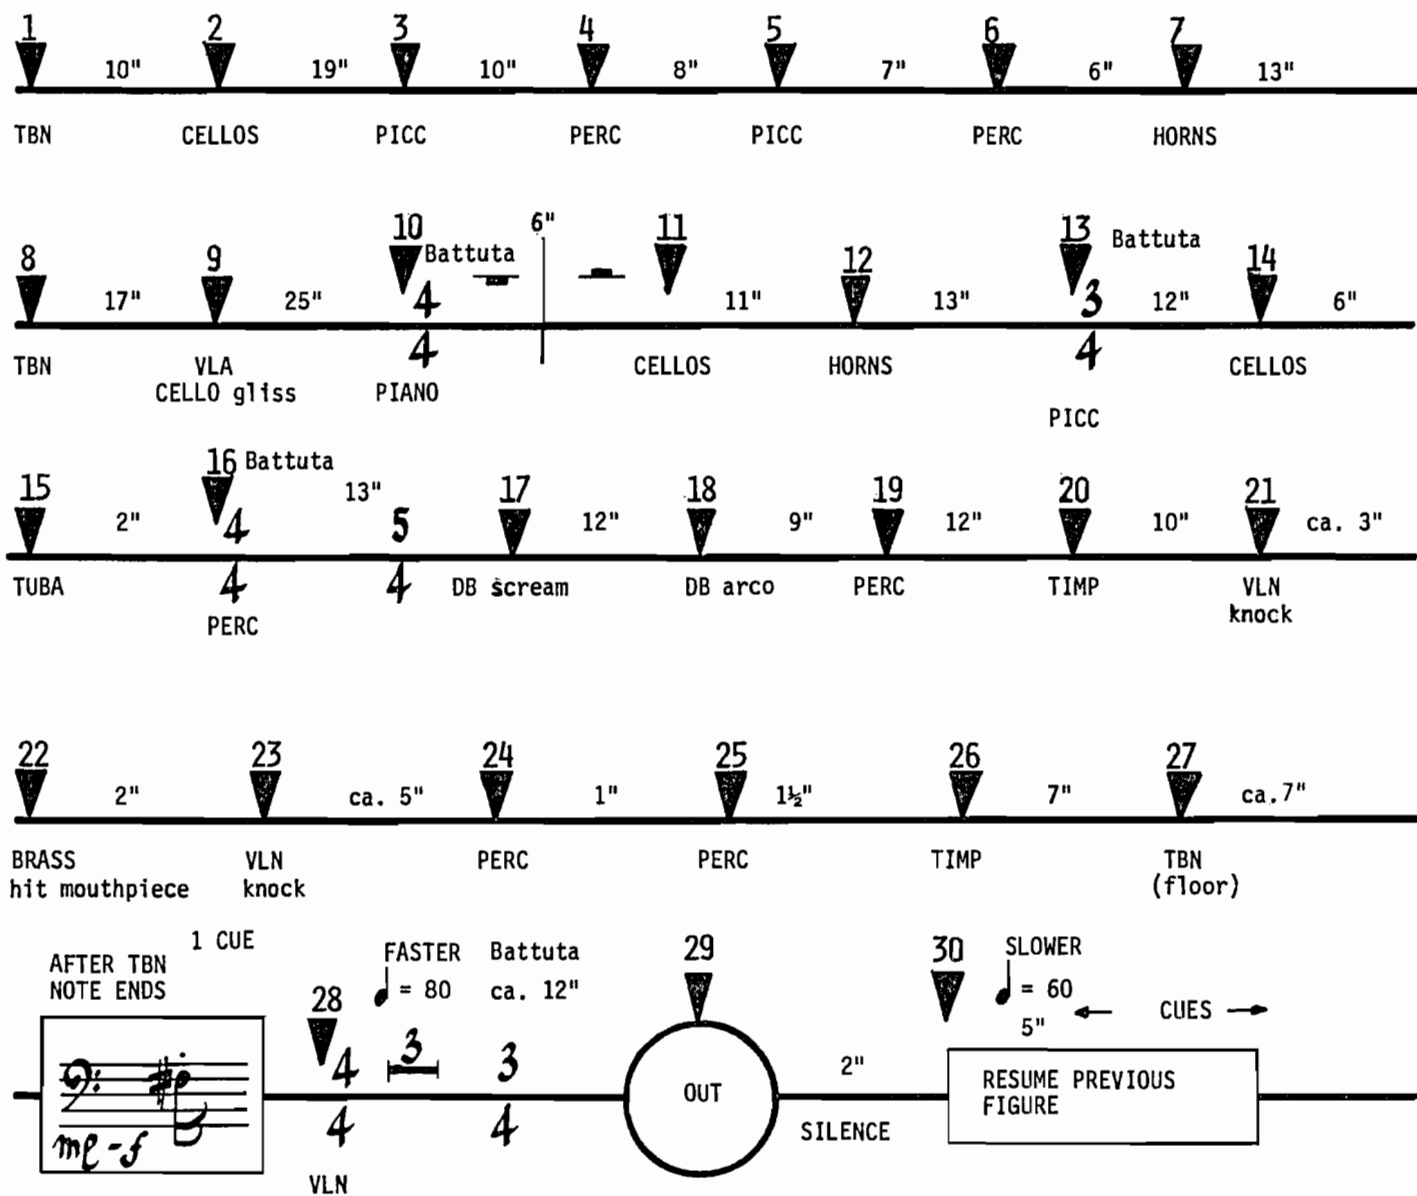 1 2 3 4 5 6 7
10" 19" 10" 8" 7" 6" 13"
TBN CELLOS PICC PERC PICC PERC HORNS
8 9 10 Battuta 6" 11 12 13 Battuta 14
17" 25" 4 11" 13" 3 12" 6"
4 4
TBN VLA CELLOS HORNS CELLOS
CELLO gliss PIANO
PICC
15 16 Battuta 17 18 19 20 21
2" 4 13" 5 12" 9" 12" 10" ca. 3"
4 4
TUBA DB scream DB arco PERC TIMP VLN
knock
PERC
22 23 24 25 26 27
2" ca. 5" 1" 1½" 7" ca.7"
BRASS VLN PERC PERC TIMP TBN
hit mouthpiece knock (floor)
1 CUE
AFTER TBN
NOTE ENDS
28
FASTER Battuta
= 80 ca. 12"
4 3 3
4 4
mp - f
VLN
29
OUT
2"
SILENCE
30
SLOWER
= 60
5" CUES
RESUME PREVIOUS
FIGURE